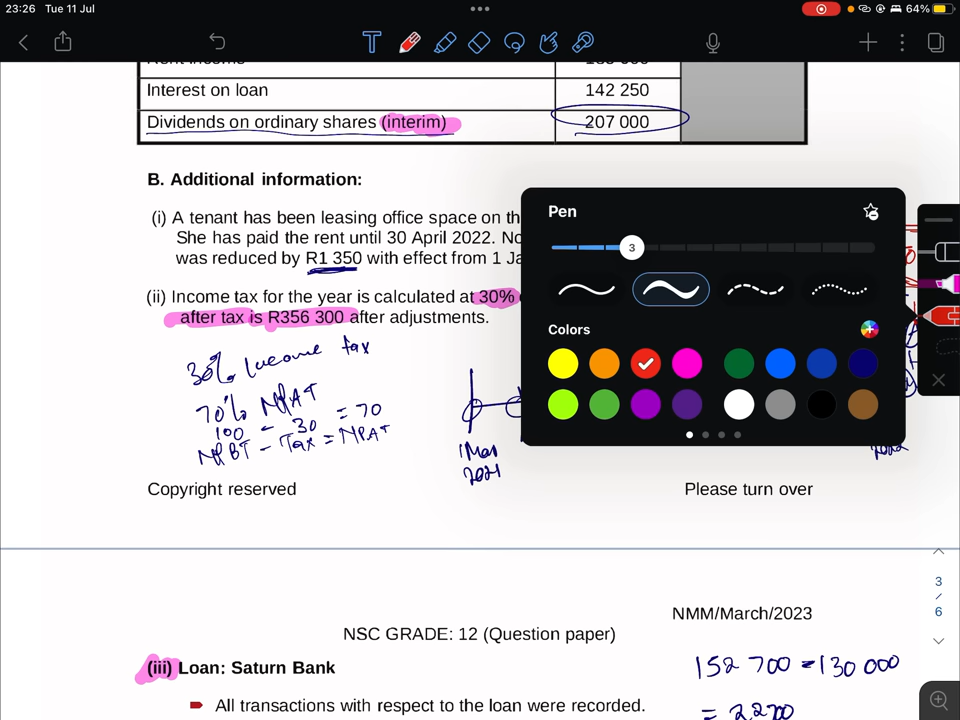 23:26 Tue 11 Jul 64%
Interest on loan 142 250
Dividends on ordinary shares (interim) 207 000
B. Additional information:
(i) A tenant has been leasing office space on th
She has paid the rent until 30 April 2022. No
was reduced by R1 350 with effect from 1 Ja
(ii) Income tax for the year is calculated at 30%
after tax is R356 300 after adjustments.
Pen
3
Colors
30% Income tax
70% NPAT
100 - 30 = 70
NPBT - Tax = NPAT
1 Mar
2021
Copyright reserved Please turn over
3
/
6
NMM/March/2023
NSC GRADE: 12 (Question paper)
(iii) Loan: Saturn Bank
152 700 - 130 000
All transactions with respect to the loan were recorded.